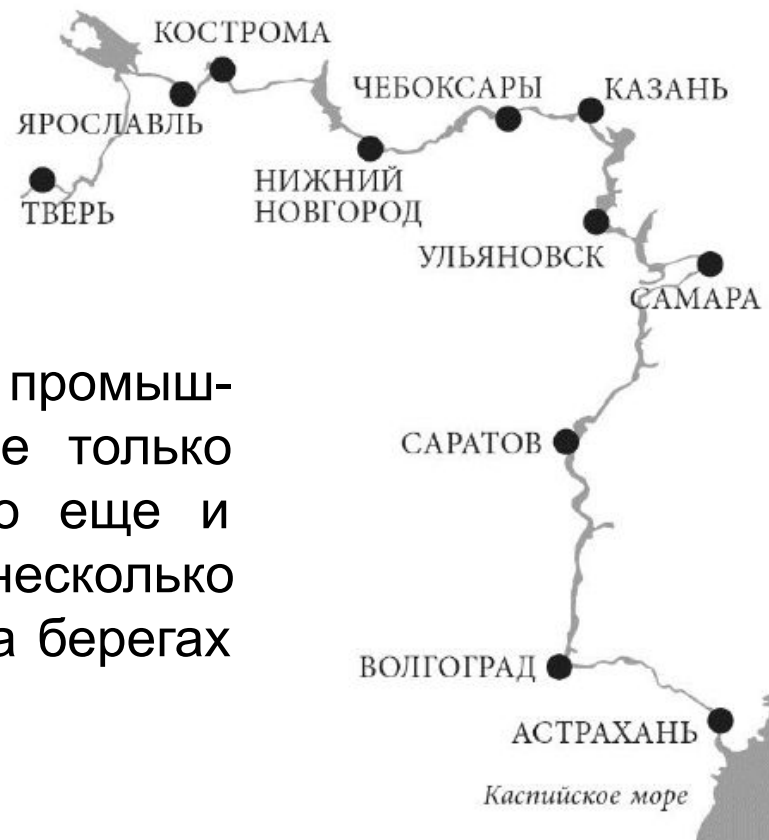 КОСТРОМА
ЧЕБОКСАРЫ
КАЗАНЬ
ЯРОСЛАВЛЬ
НИЖНИЙ
НОВГОРОД
ТВЕРЬ
УЛЬЯНОВСК
САМАРА
промыш-
только
еще и
несколько
берегах
САРАТОВ
ВОЛГОГРАД
АСТРАХАНЬ
Каспийское море